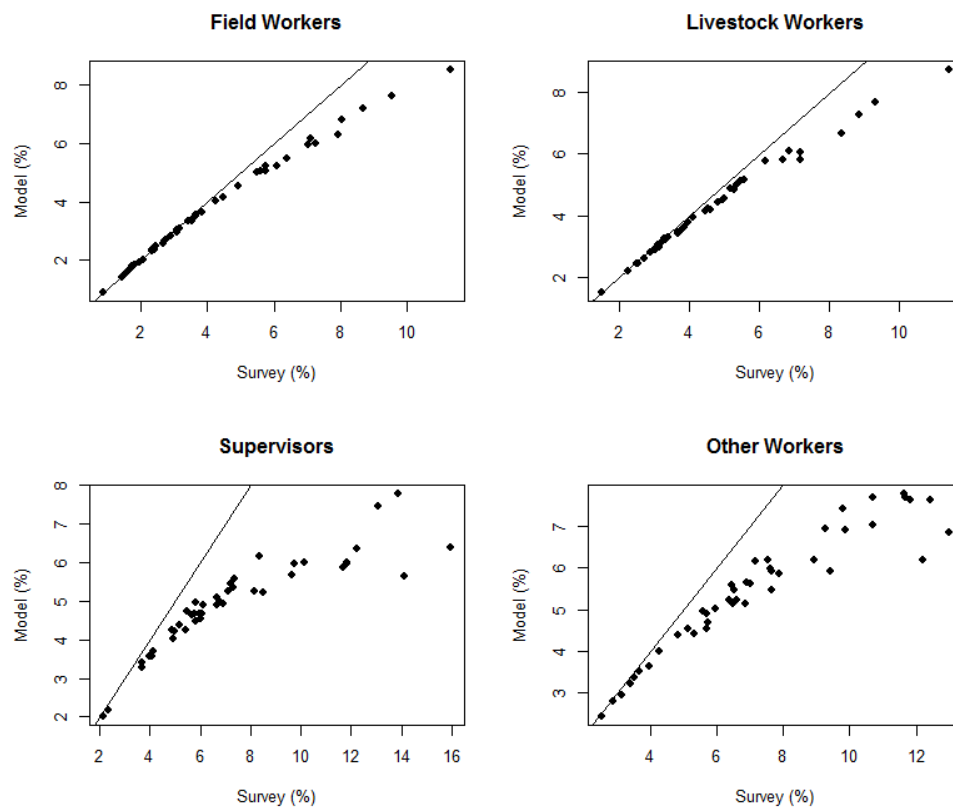 Field Workers
Livestock Workers
8
6
4
2
Model (%)
2 4 6 8 10
Survey (%)
8
6
4
2
Model (%)
2 4 6 8 10
Survey (%)
Supervisors
Other Workers
8
7
6
5
4
3
2
Model (%)
2 4 6 8 10 12 14 16
Survey (%)
7
6
5
4
3
Model (%)
4 6 8 10 12
Survey (%)